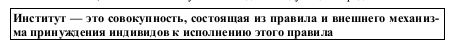 Институт — это совокупность, состоящая из правила и внешнего механиз-
ма принуждения индивидов к исполнению этого правила